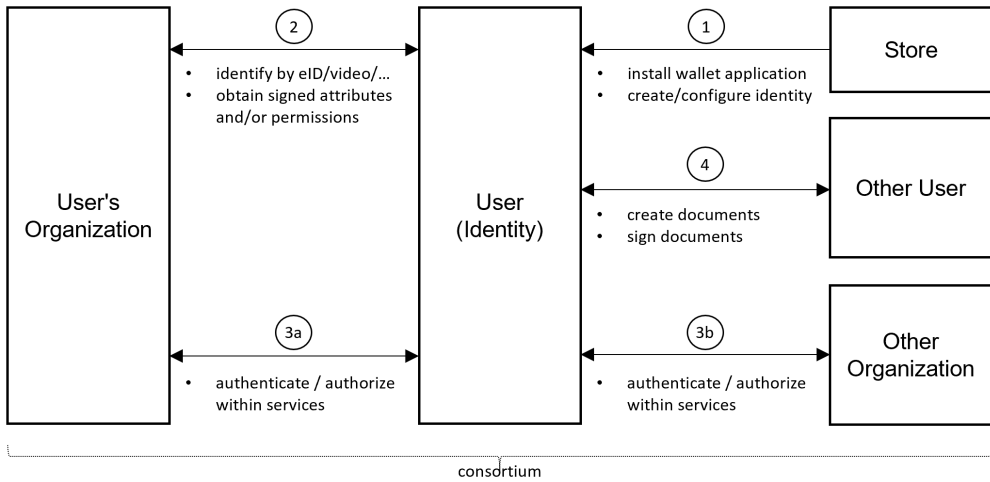 2
• identify by eID/video/...
• obtain signed attributes
and/or permissions
1
• install wallet application
• create/configure identity
Store
4
• create documents
• sign documents
Other User
User's
Organization
User
(Identity)
3a
• authenticate / authorize
within services
3b
• authenticate / authorize
within services
Other
Organization
consortium